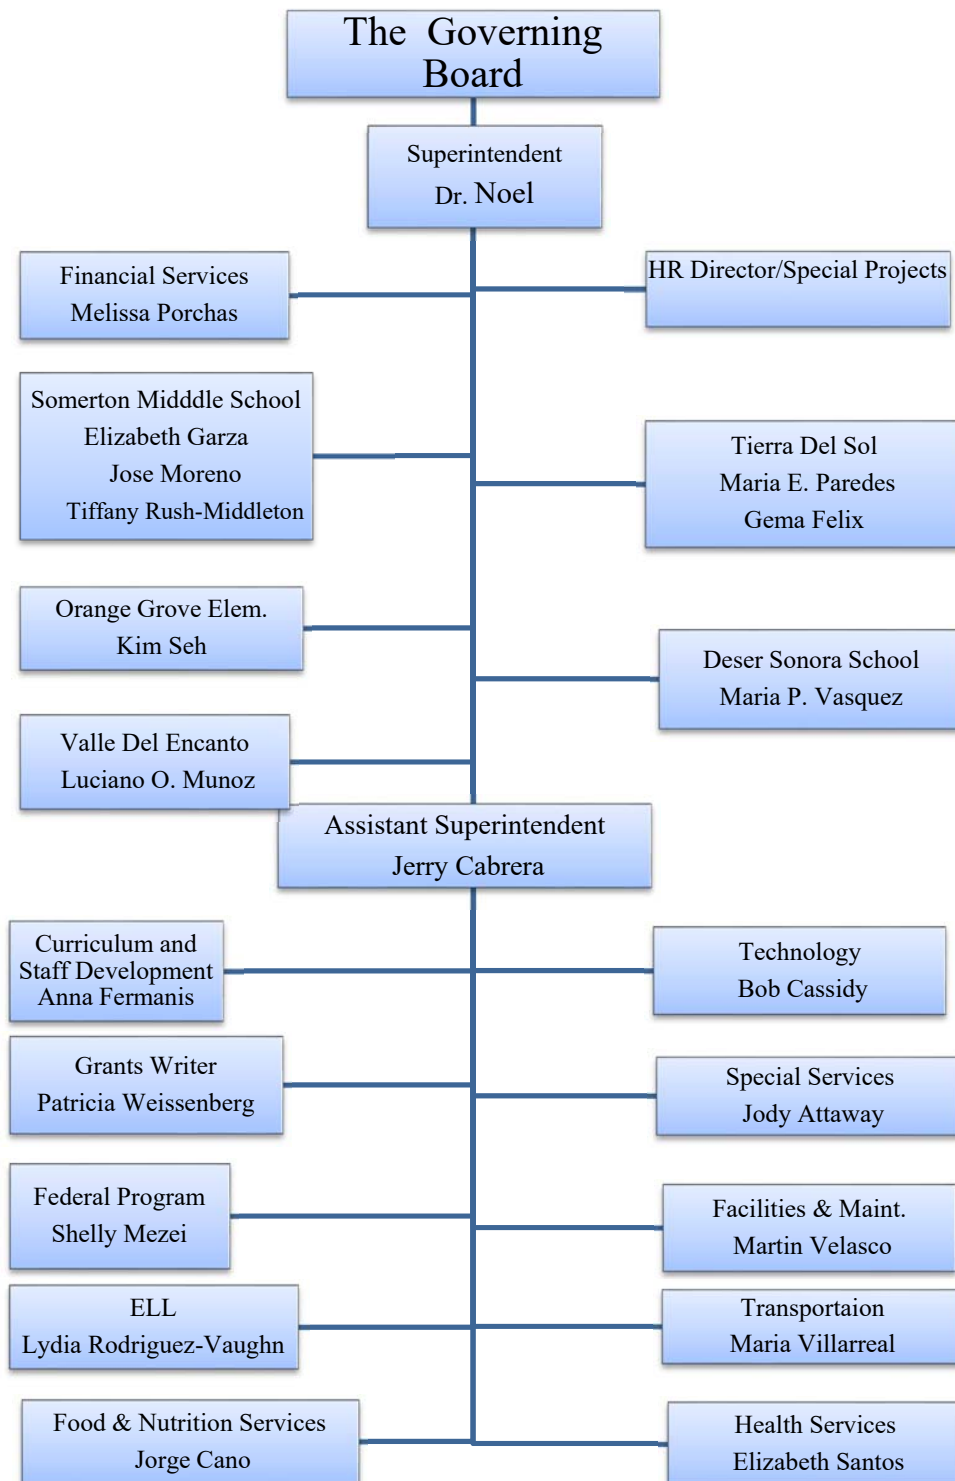 The Governing
Board
Superintendent
Dr. Noel
Financial Services
Melissa Porchas
HR Director/Special Projects
Somerton Midddle School
Elizabeth Garza
Jose Moreno
Tiffany Rush-Middleton
Tierra Del Sol
Maria E. Paredes
Gema Felix
Orange Grove Elem.
Kim Seh
Deser Sonora School
Maria P. Vasquez
Valle Del Encanto
Luciano O. Munoz
Assistant Superintendent
Jerry Cabrera
Curriculum and
Staff Development
Anna Fermanis
Technology
Bob Cassidy
Grants Writer
Patricia Weissenberg
Special Services
Jody Attaway
Federal Program
Shelly Mezei
Facilities & Maint.
Martin Velasco
ELL
Lydia Rodriguez-Vaughn
Transportaion
Maria Villarreal
Food & Nutrition Services
Jorge Cano
Health Services
Elizabeth Santos